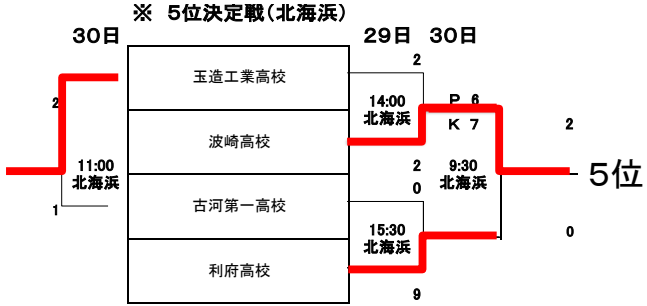 ※ 5位決定戦（北海浜）
30日
29日 30日
2
玉造工業高校
2
14:00
北海浜
P 6
K 7
2
波崎高校
11:00
北海浜
2
0
9:30
北海浜
5位
古河第一高校
1
15:30
北海浜
0
利府高校
9